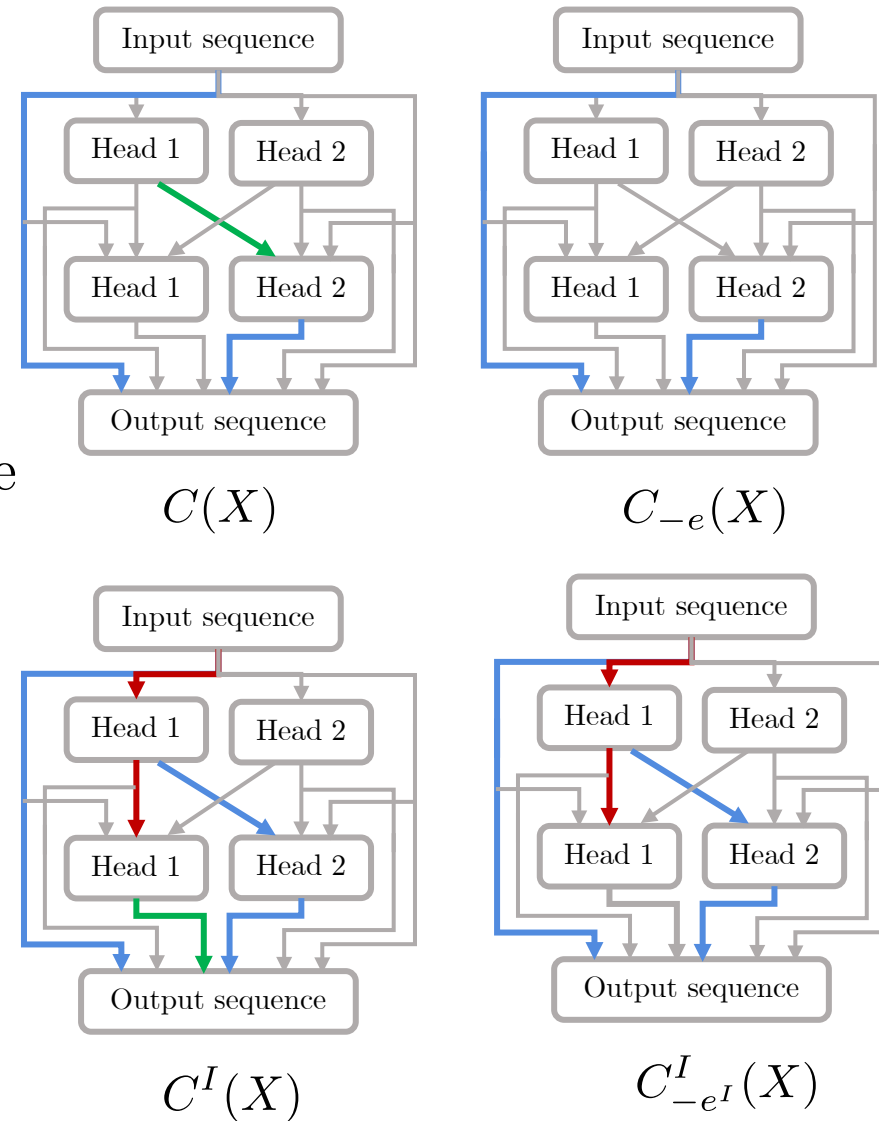 Input sequence
Input sequence
Head 1
Head 2
Head 1
Head 2
Head 1
Head 2
Head 1
Head 2
Output sequence
Output sequence
e
C(X)
C_{-e}(X)
Input sequence
Input sequence
Head 1
Head 2
Head 1
Head 2
Head 1
Head 2
Head 1
Head 2
Output sequence
Output sequence
C^I(X)
C^I_{-e^I}(X)